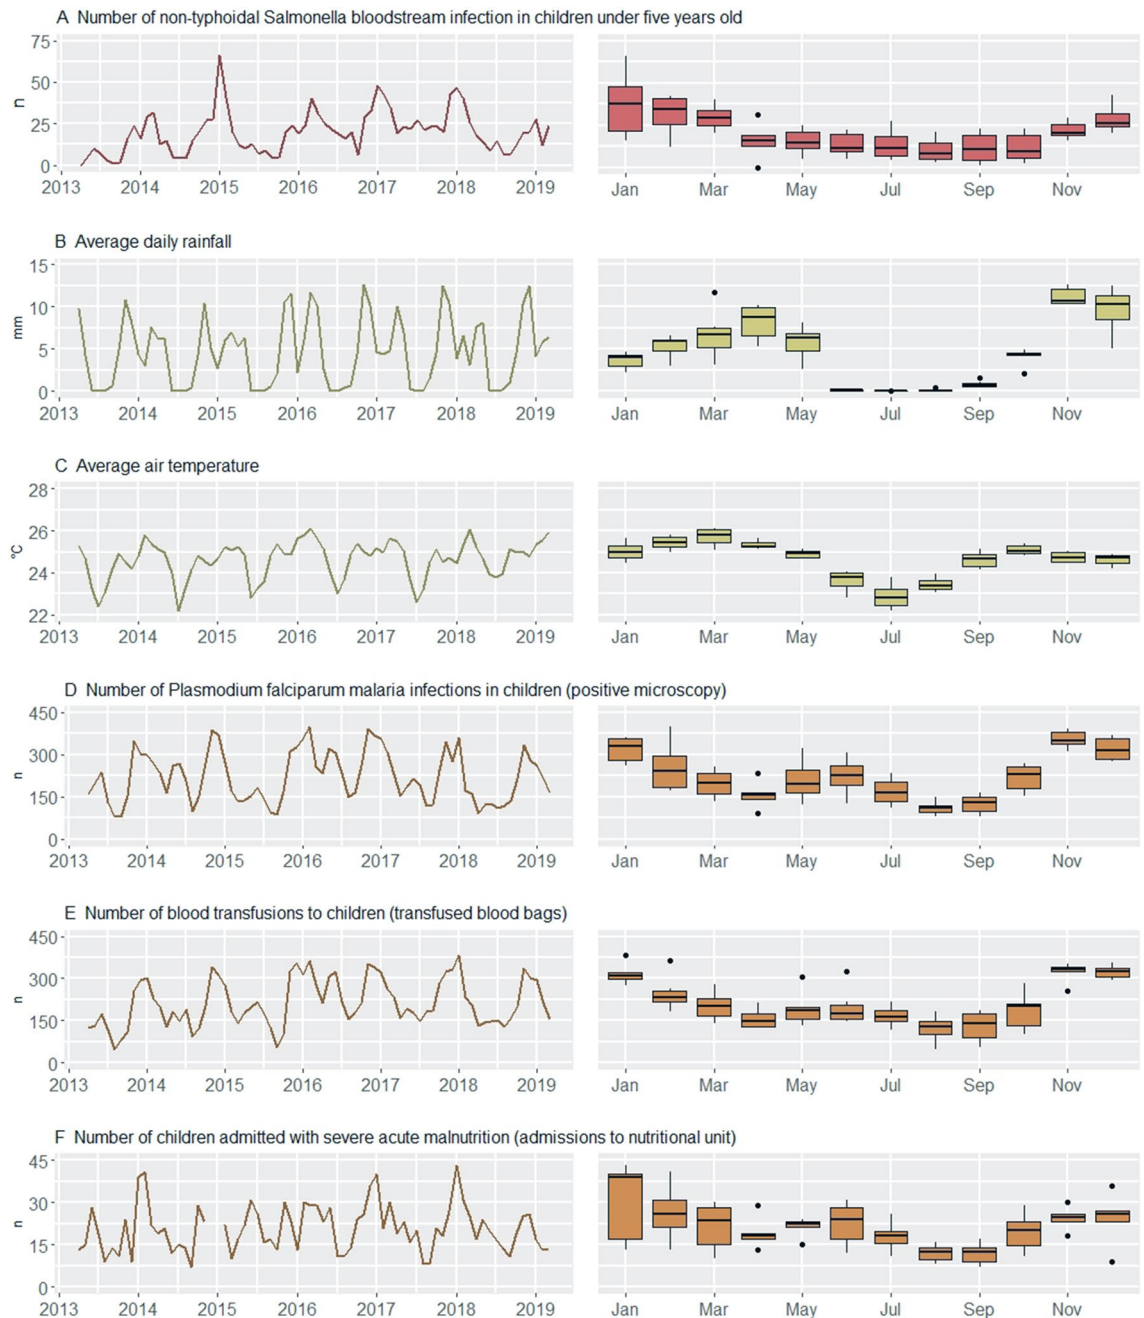 A Number of non-typhoidal Salmonella bloodstream infection in children under five years old
75
50
25
0
n
2013 2014 2015 2016 2017 2018 2019
Jan Mar May Jul Sep Nov
B Average daily rainfall
15
10
5
0
mm
2013 2014 2015 2016 2017 2018 2019
Jan Mar May Jul Sep Nov
C Average air temperature
28
26
24
22
°C
2013 2014 2015 2016 2017 2018 2019
Jan Mar May Jul Sep Nov
D Number of Plasmodium falciparum malaria infections in children (positive microscopy)
450
300
150
0
n
2013 2014 2015 2016 2017 2018 2019
Jan Mar May Jul Sep Nov
E Number of blood transfusions to children (transfused blood bags)
450
300
150
0
n
2013 2014 2015 2016 2017 2018 2019
Jan Mar May Jul Sep Nov
F Number of children admitted with severe acute malnutrition (admissions to nutritional unit)
45
30
15
0
n
2013 2014 2015 2016 2017 2018 2019
Jan Mar May Jul Sep Nov